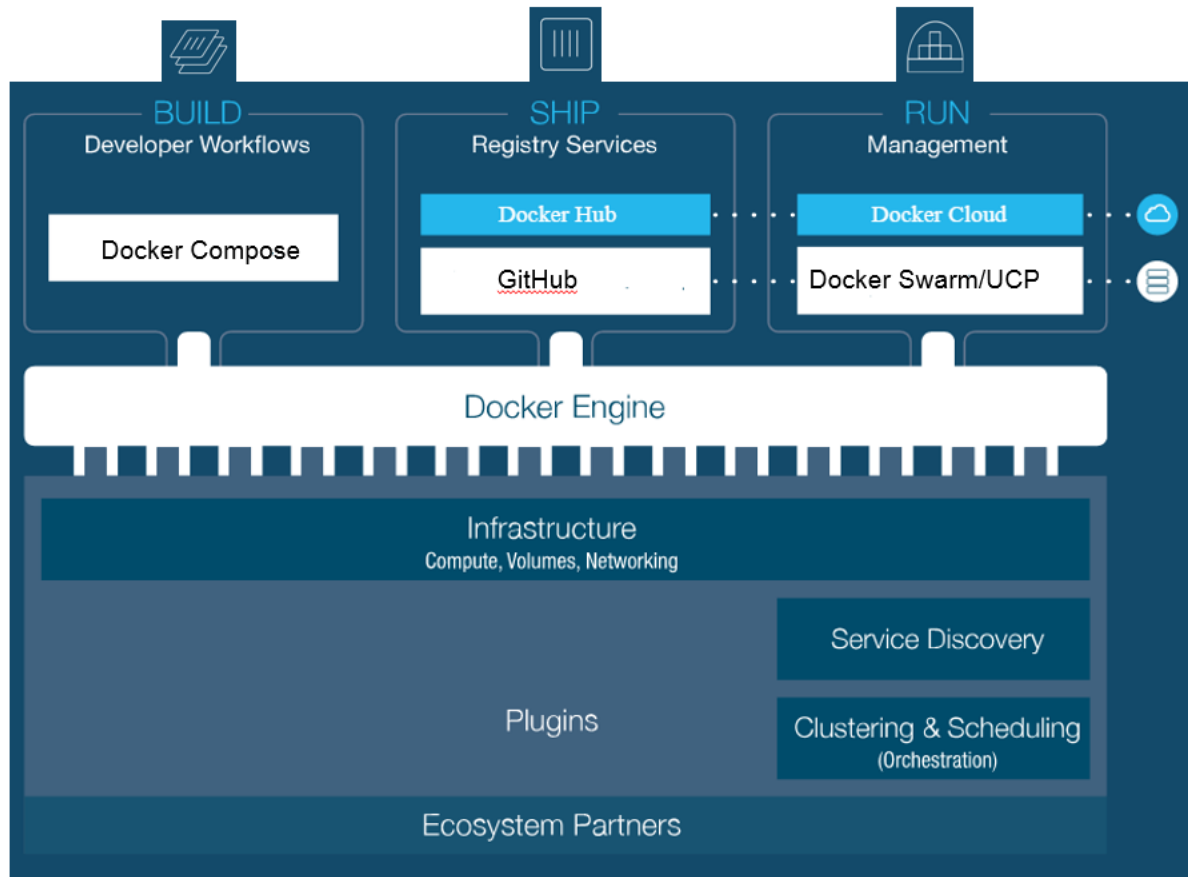 BUILD
Developer Workflows
Docker Compose
SHIP
Registry Services
Docker Hub
GitHub
RUN
Management
Docker Cloud
Docker Swarm/UCP
Docker Engine
Infrastructure
Compute, Volumes, Networking
Service Discovery
Plugins
Clustering & Scheduling
(Orchestration)
Ecosystem Partners